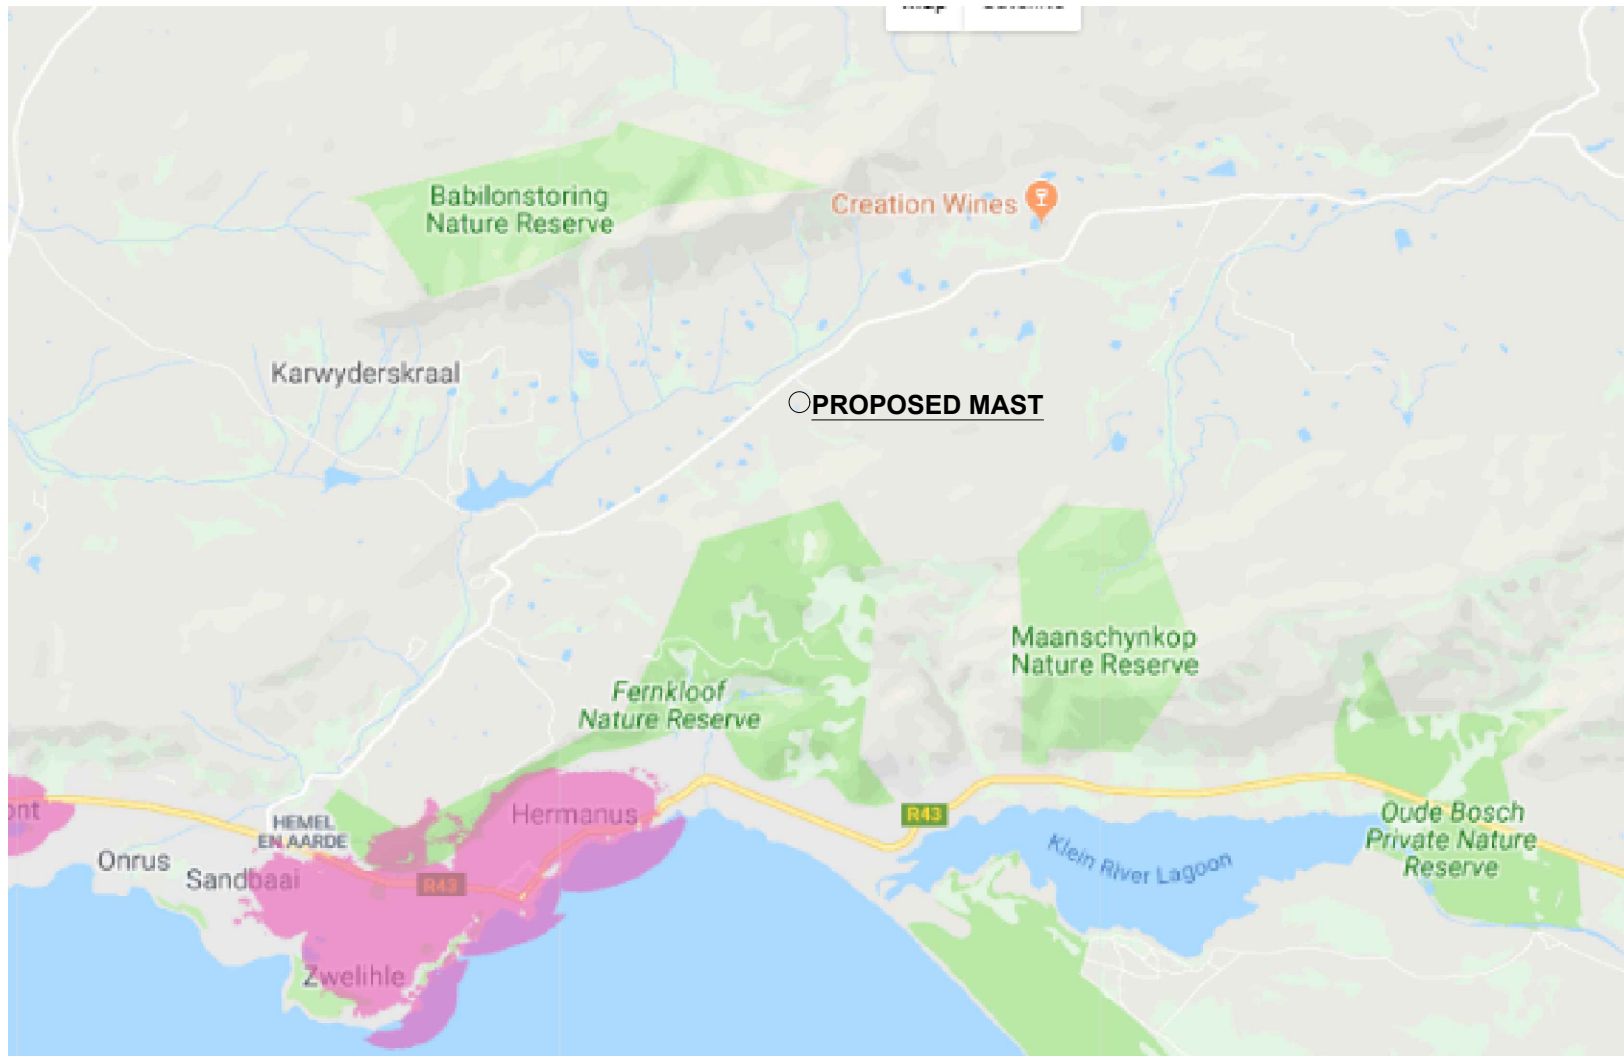 Babilonstoring
Nature Reserve
Creation Wines
Karwyderskraal
PROPOSED MAST
Maanschynkop
Nature Reserve
Fernkloof
Nature Reserve
ont
Hermanus
R43
HEMEL
EN AARDE
Onrus
Sandbaai
R43
Klein River Lagoon
Oude Bosch
Private Nature
Reserve
Zwelihle